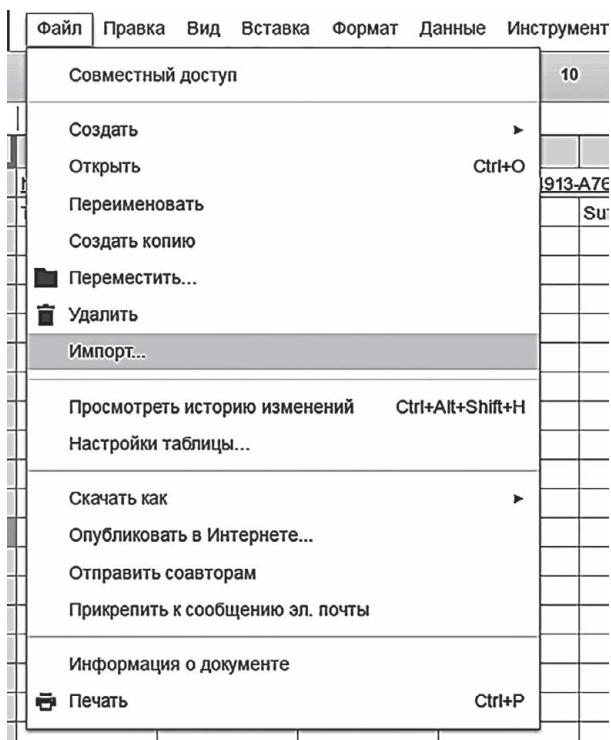 Файл Правка Вид Вставка Формат Данные Инструмент
10
Совместный доступ
Создать
Открыть Ctrl+O
913-A76
Переименовать
Создать копию
Переместить...
Удалить
Импорт...
Просмотреть историю изменений Ctrl+Alt+Shift+H
Настройки таблицы...
Скачать как
Опубликовать в Интернете...
Отправить соавторам
Прикрепить к сообщению эл. почты
Информация о документе
Печать Ctrl+P